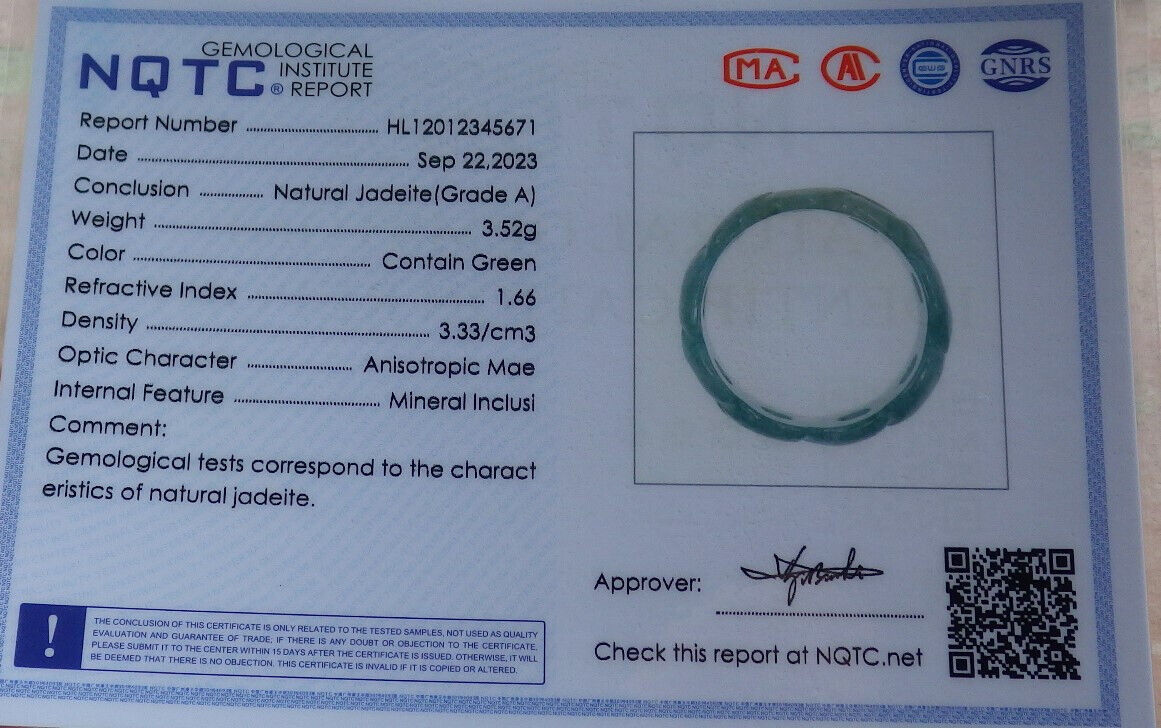 NQTC® GEMOLOGICAL INSTITUTE REPORT
MA
AC
GWS
GNRS
Report Number ........ HL12012345671
Date ........ Sep 22,2023
Conclusion ........ Natural Jadeite(Grade A)
Weight ........ 3.52g
Color ........ Contain Green
Refractive Index ........ 1.66
Density ........ 3.33/cm3
Optic Character ........ Anisotropic Mae
Internal Feature ........ Mineral Inclusi
Comment:
Gemological tests correspond to the charact
eristics of natural jadeite.
!
THE CONCLUSION OF THIS CERTIFICATE IS ONLY RELATED TO THE TESTED SAMPLES, NOT USED AS QUALITY
EVALUATION AND GUARANTEE OF TRADE; IF THERE IS ANY DOUBT OR OBJECTION TO THE CERTIFICATE.
PLEASE SUBMIT IT TO THE CENTER WITHIN 15 DAYS AFTER THE CERTIFICATE IS ISSUED. OTHERWISE, IT WILL
BE DEEMED THAT THERE IS NO OBJECTION. THIS CERTIFICATE IS INVALID IF IT IS COPIED OR ALTERED.
Approver:
Check this report at NQTC.net